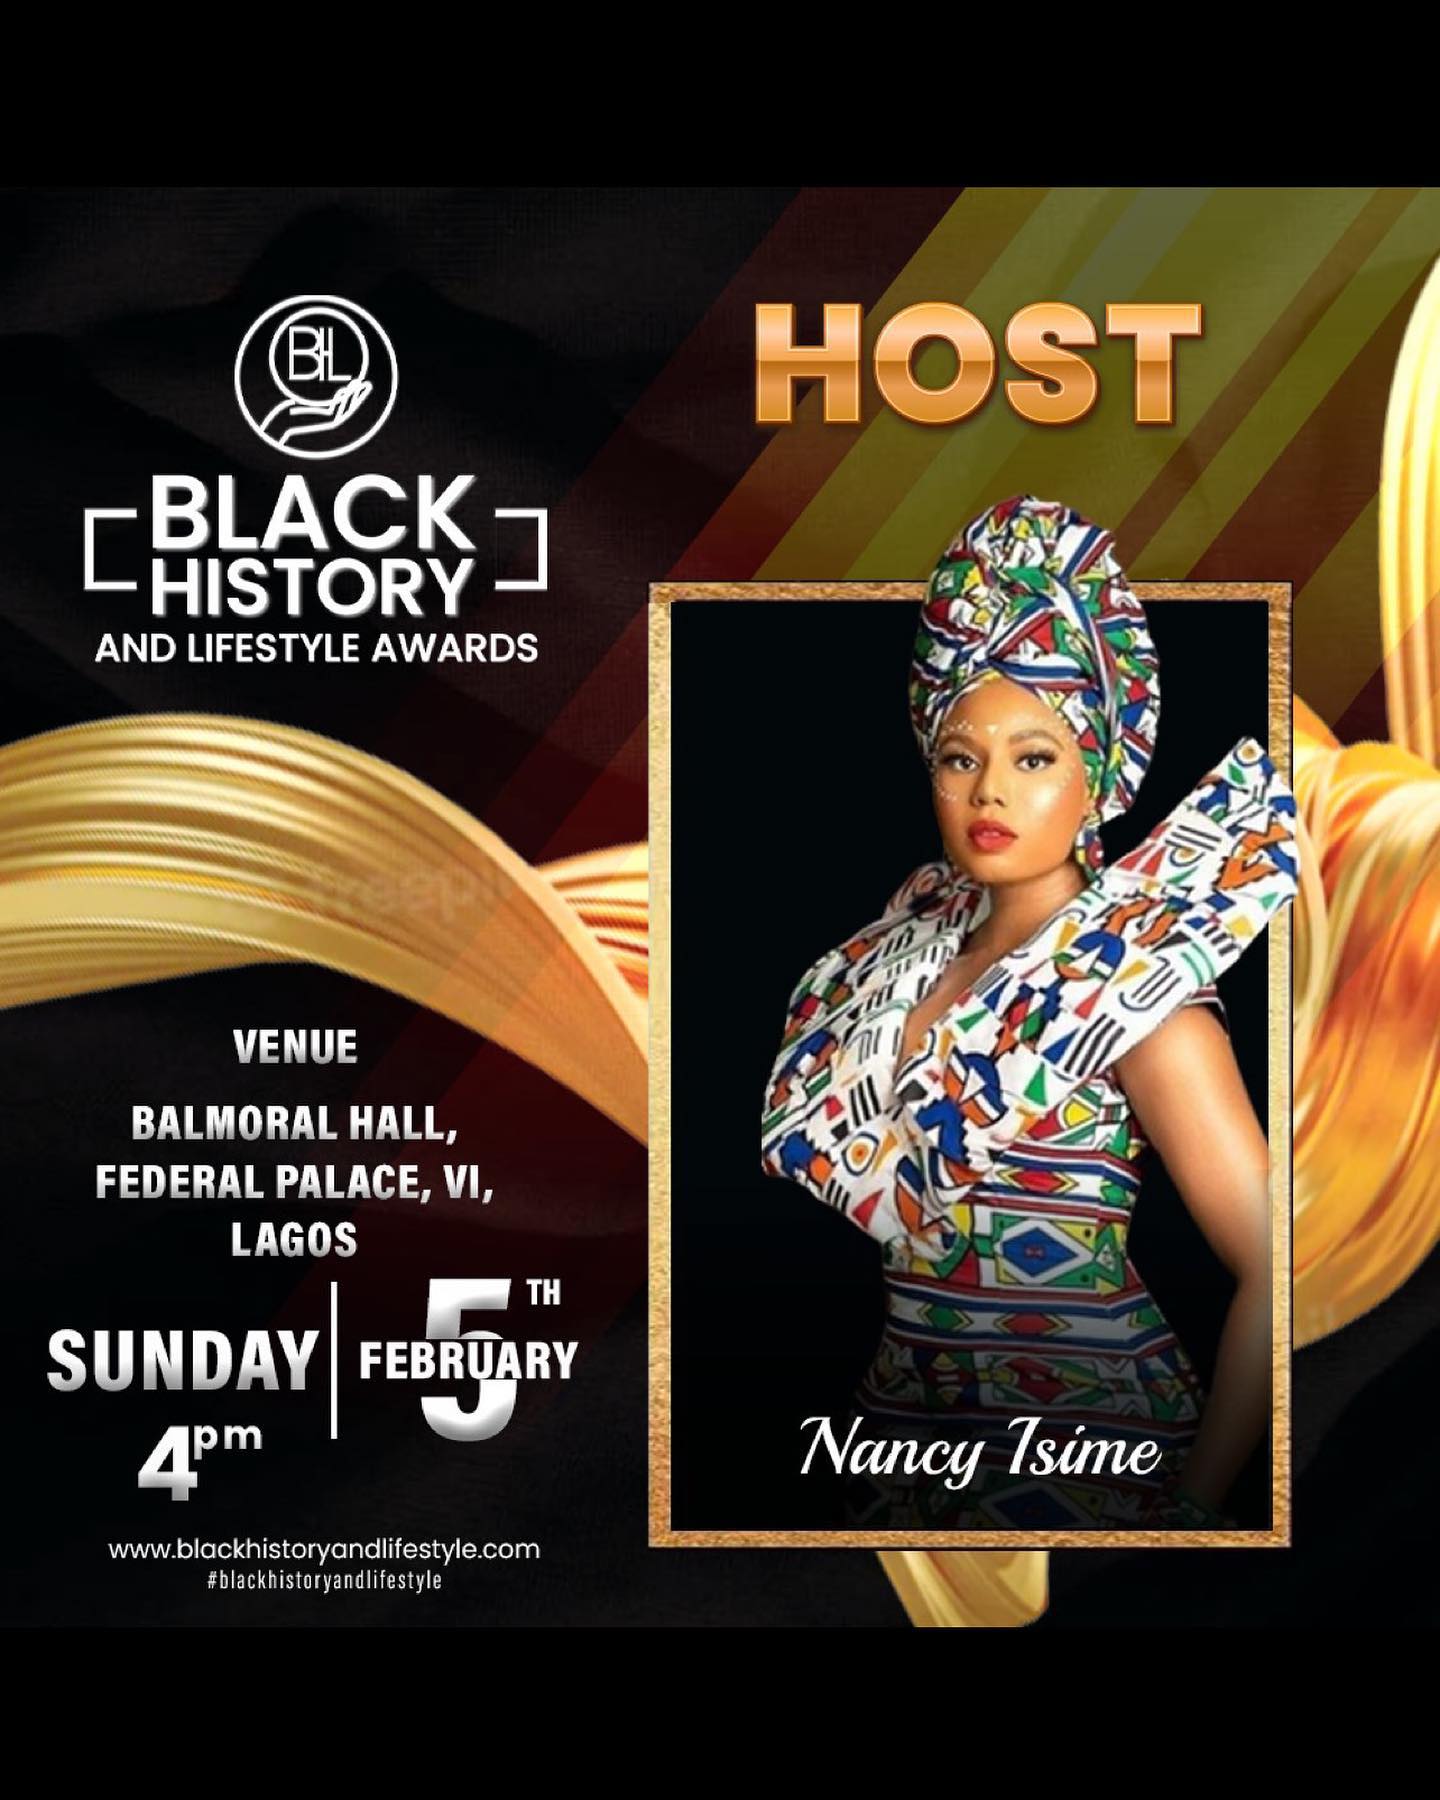 BHL
BLACK
HISTORY
AND LIFESTYLE AWARDS
HOST
VENUE
BALMORAL HALL,
FEDERAL PALACE, VI,
LAGOS
SUNDAY
4pm
5TH
FEBRUARY
www.blackhistoryandlifestyle.com
#blackhistoryandlifestyle
Nancy Isime